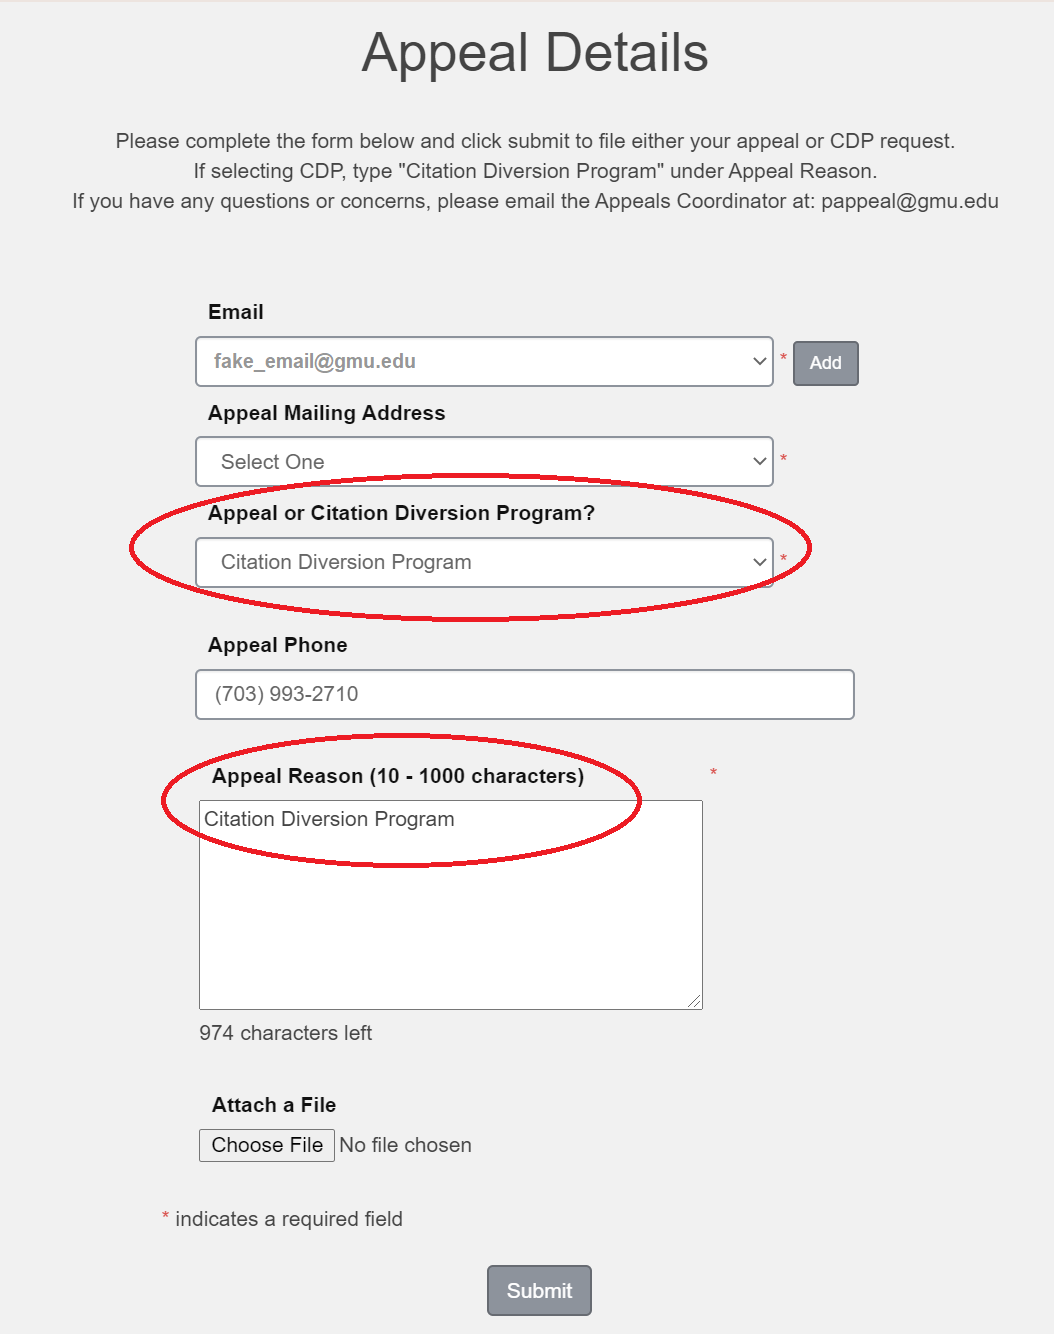 Appeal Details
Please complete the form below and click submit to file either your appeal or CDP request.
If selecting CDP, type "Citation Diversion Program" under Appeal Reason.
If you have any questions or concerns, please email the Appeals Coordinator at: pappeal@gmu.edu
Email
fake_email@gmu.edu * Add
Appeal Mailing Address
Select One *
Appeal or Citation Diversion Program?
Citation Diversion Program *
Appeal Phone
(703) 993-2710
Appeal Reason (10 - 1000 characters) *
Citation Diversion Program
974 characters left
Attach a File
Choose File No file chosen
* indicates a required field
Submit